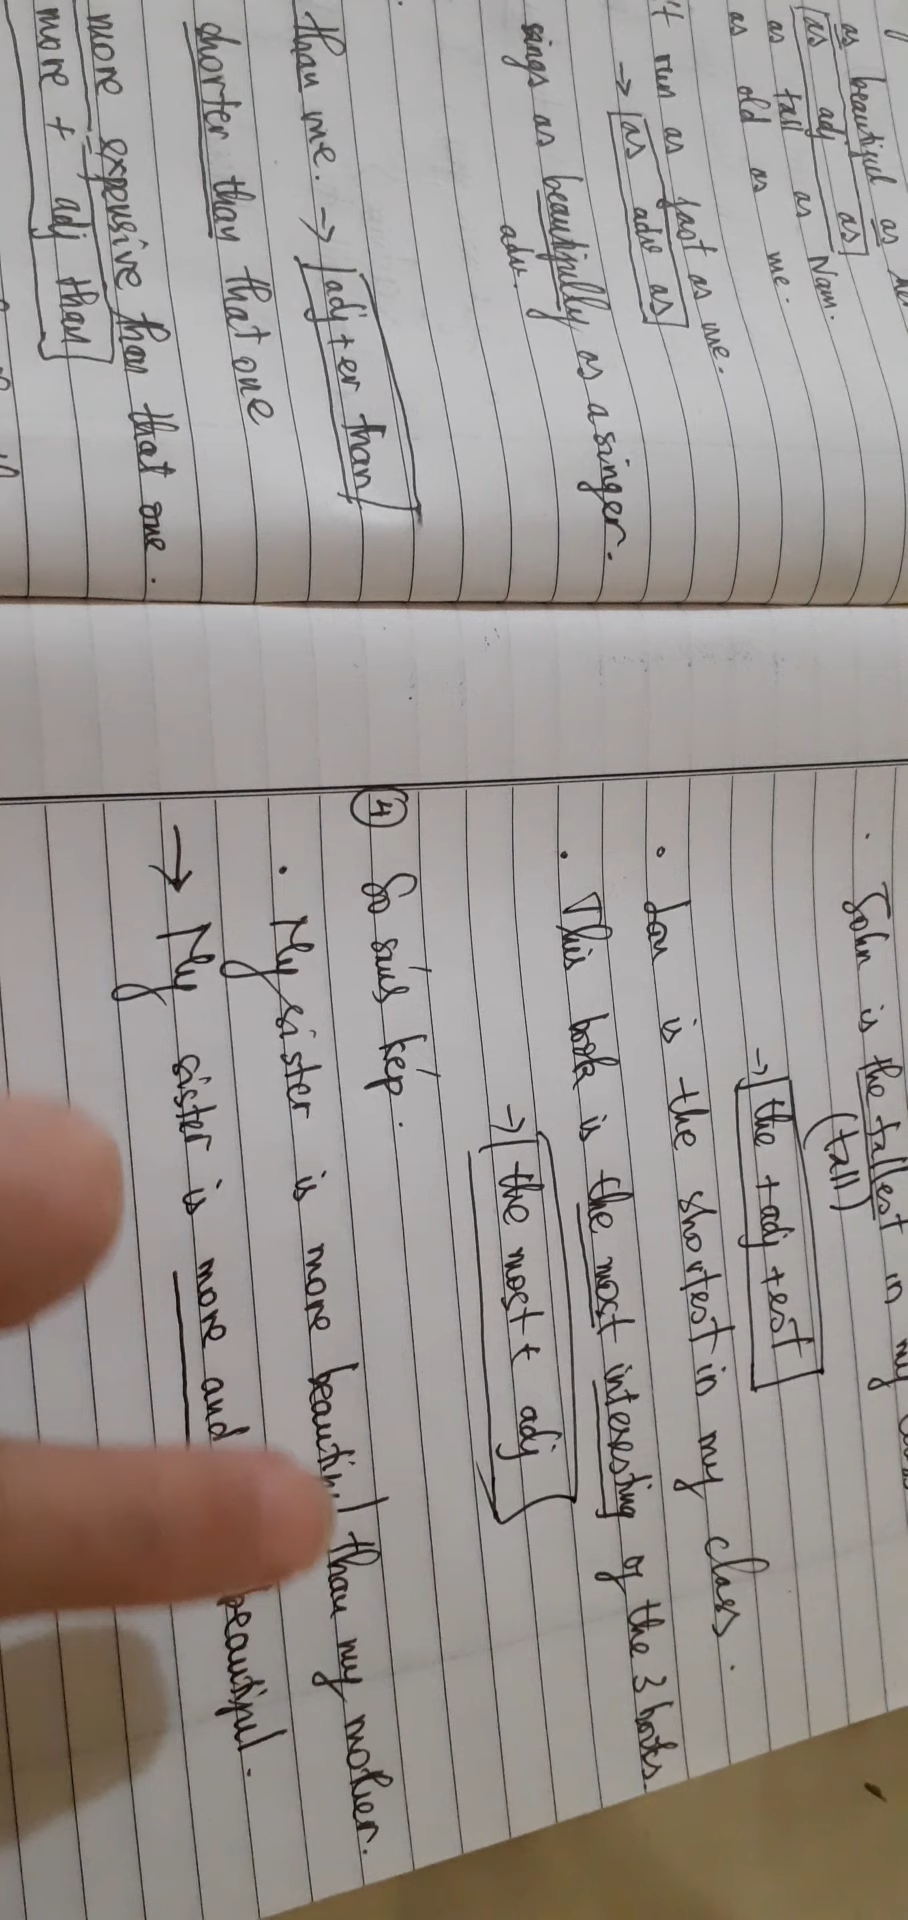 as beautiful as
as adj as
as tall as Nam.
as old as me.
run as fast as me.
→ as adv as
sings as beautifully as a singer.
adv.
than me. → adj + er than
shorter than that one
more expensive than that one.
more + adj than
John is the tallest in my
(tall)
→ the + adj + est
Lan is the shortest in my class.
This book is the most interesting of the 3 books.
→ the most + adj
④ So sánh kép.
My sister is more beautiful than my mother.
→ My sister is more and beautiful.